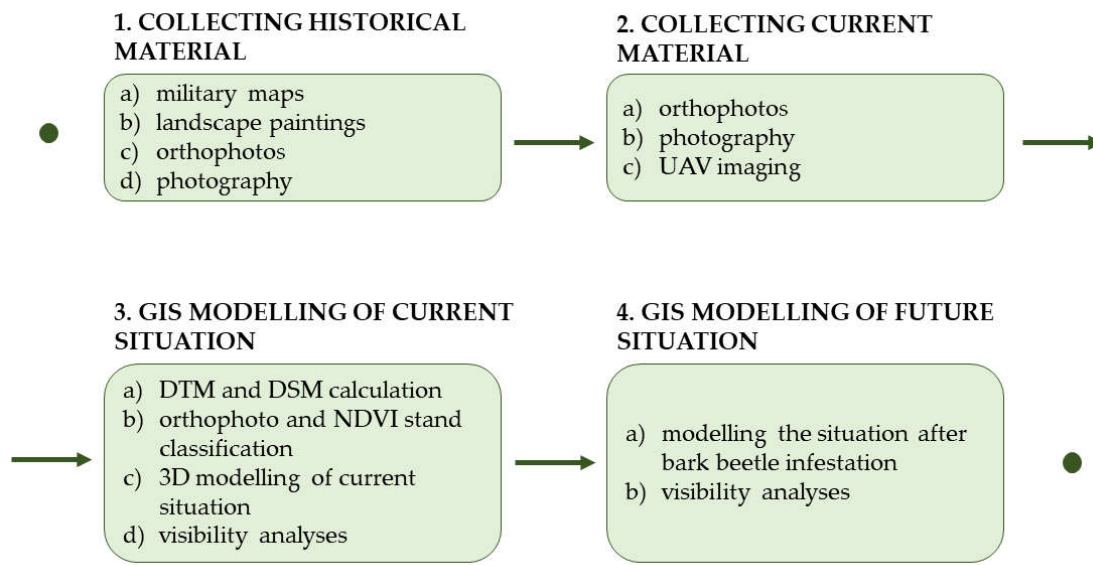 1. COLLECTING HISTORICAL
MATERIAL
a) military maps
b) landscape paintings
c) orthophotos
d) photography
2. COLLECTING CURRENT
MATERIAL
a) orthophotos
b) photography
c) UAV imaging
3. GIS MODELLING OF CURRENT
SITUATION
a) DTM and DSM calculation
b) orthophoto and NDVI stand
classification
c) 3D modelling of current
situation
d) visibility analyses
4. GIS MODELLING OF FUTURE
SITUATION
a) modelling the situation after
bark beetle infestation
b) visibility analyses